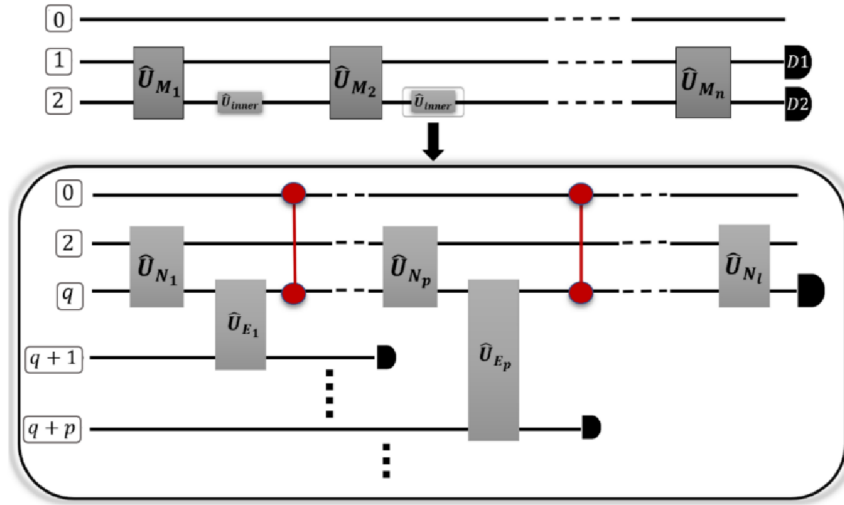 0
1 Û_{M_1} Û_{M_2} Û_{M_n} D1
2 Û_{inner} Û_{inner} D2
0
2
Û_{N_1} Û_{N_p} Û_{N_l}
q
Û_{E_1}
q + 1 Û_{E_p}
q + p